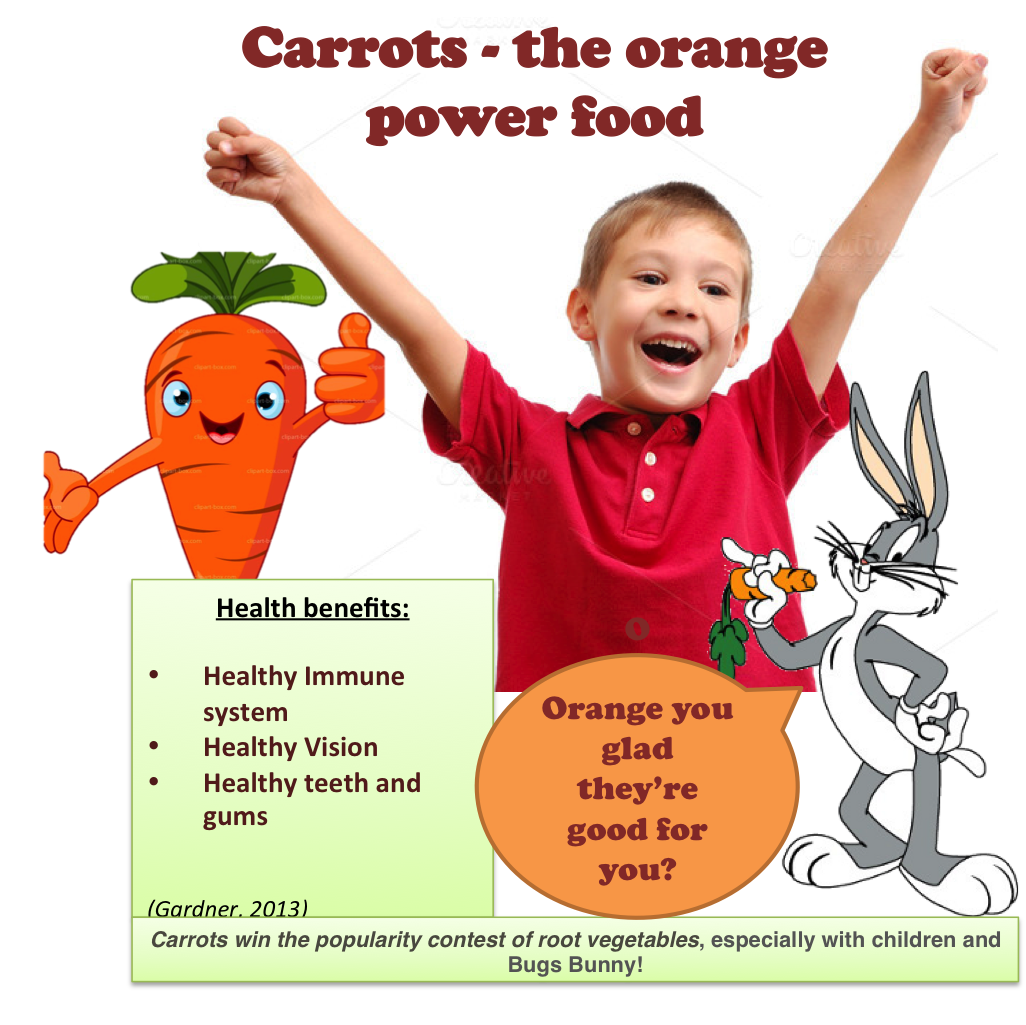 Carrots - the orange
power food
Health benefits:
• Healthy Immune
system
• Healthy Vision
• Healthy teeth and
gums
(Gardner, 2013)
Orange you
glad
they’re
good for
you?
Carrots win the popularity contest of root vegetables, especially with children and
Bugs Bunny!